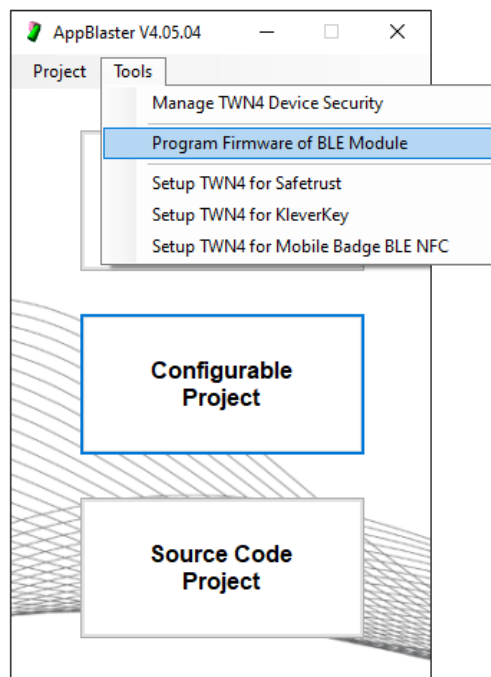 AppBlaster V4.05.04
Project Tools
Manage TWN4 Device Security
Program Firmware of BLE Module
Setup TWN4 for Safetrust
Setup TWN4 for KleverKey
Setup TWN4 for Mobile Badge BLE NFC
Configurable
Project
Source Code
Project